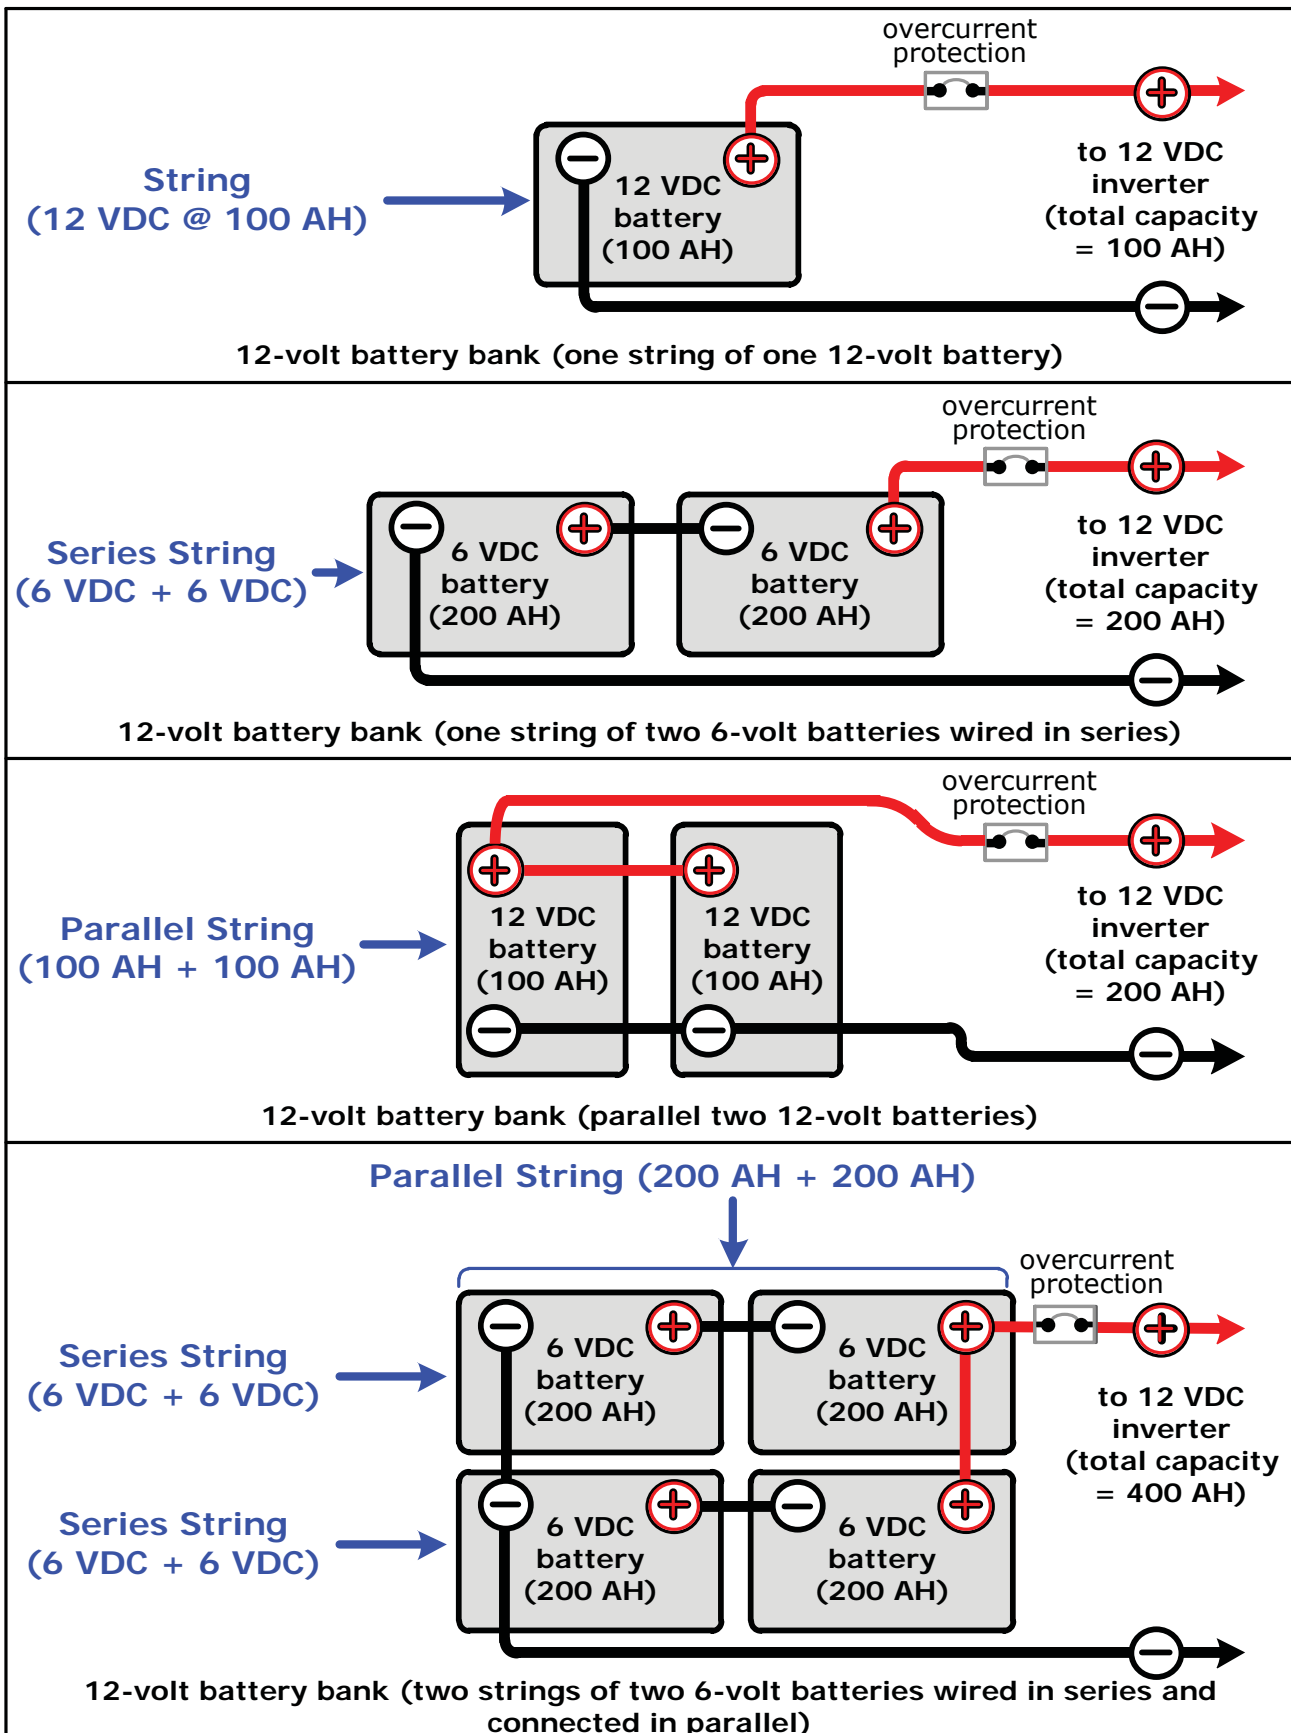 overcurrent
protection
String
(12 VDC @ 100 AH)
12 VDC
battery
(100 AH)
to 12 VDC
inverter
(total capacity
= 100 AH)
12-volt battery bank (one string of one 12-volt battery)
overcurrent
protection
Series String
(6 VDC + 6 VDC)
6 VDC
battery
(200 AH)
6 VDC
battery
(200 AH)
to 12 VDC
inverter
(total capacity
= 200 AH)
12-volt battery bank (one string of two 6-volt batteries wired in series)
overcurrent
protection
Parallel String
(100 AH + 100 AH)
12 VDC
battery
(100 AH)
12 VDC
battery
(100 AH)
to 12 VDC
inverter
(total capacity
= 200 AH)
12-volt battery bank (parallel two 12-volt batteries)
Parallel String (200 AH + 200 AH)
overcurrent
protection
Series String
(6 VDC + 6 VDC)
6 VDC
battery
(200 AH)
6 VDC
battery
(200 AH)
to 12 VDC
inverter
(total capacity
= 400 AH)
Series String
(6 VDC + 6 VDC)
6 VDC
battery
(200 AH)
6 VDC
battery
(200 AH)
12-volt battery bank (two strings of two 6-volt batteries wired in series and
connected in parallel)